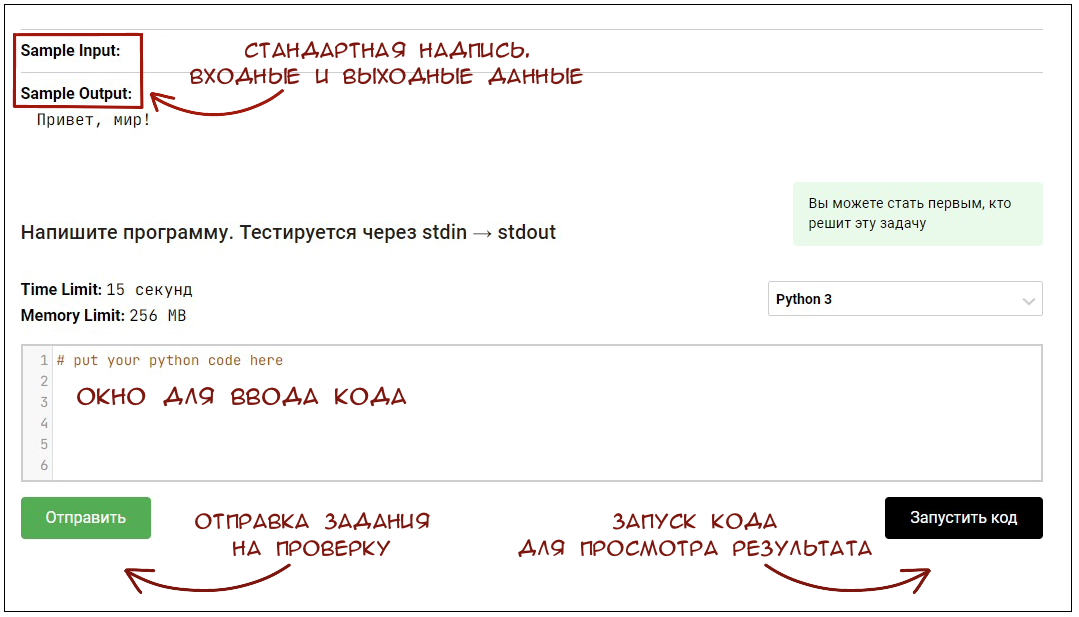 Sample Input:
СТАНДАРТНАЯ НАДПИСЬ.
ВХОДНЫЕ И ВЫХОДНЫЕ ДАННЫЕ
Sample Output:
Привет, мир!
Вы можете стать первым, кто
решит эту задачу
Напишите программу. Тестируется через stdin → stdout
Time Limit: 15 секунд
Memory Limit: 256 MB
Python 3
1 # put your python code here
2
3
4
5
6
ОКНО ДЛЯ ВВОДА КОДА
Отправить
ОТПРАВКА ЗАДАНИЯ
НА ПРОВЕРКУ
ЗАПУСК КОДА
ДЛЯ ПРОСМОТРА РЕЗУЛЬТАТА
Запустить код